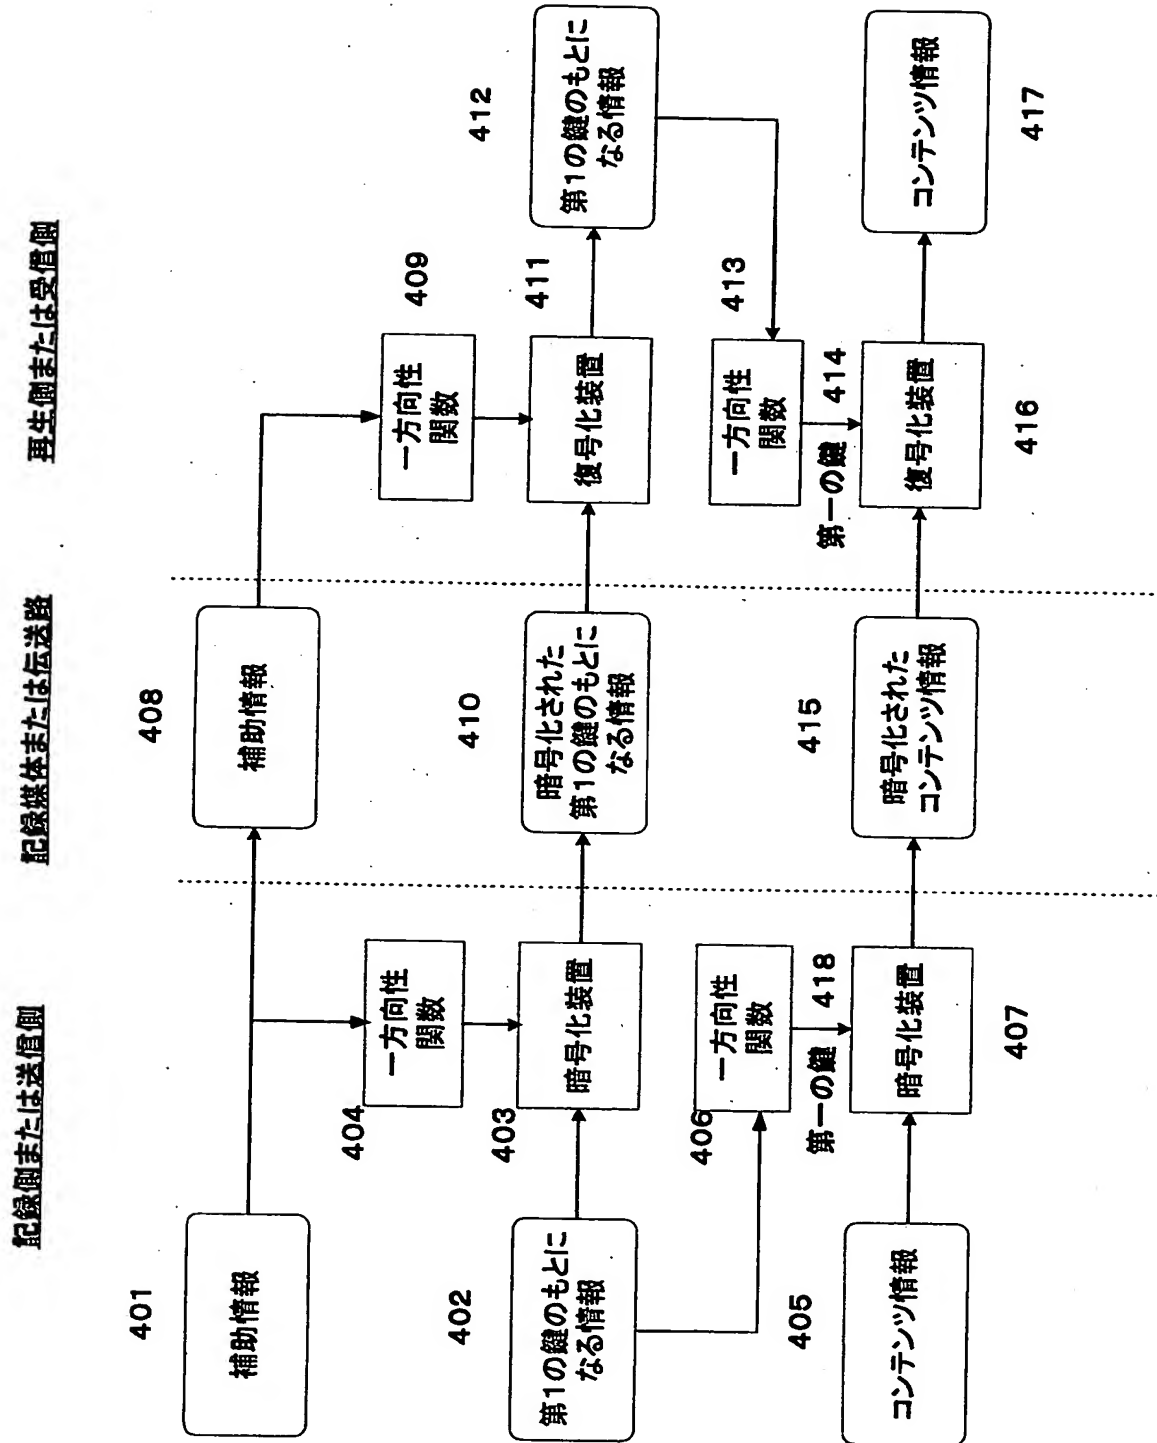 記録側または送信側
記録媒体または伝送路
再生側または受信側
401
補助情報
408
補助情報
404
一方向性
関数
409
一方向性
関数
402
第1の鍵のもとに
なる情報
403
暗号化装置
410
暗号化された
第1の鍵のもとに
なる情報
411
復号化装置
412
第1の鍵のもとに
なる情報
406
一方向性
関数
第一の鍵
418
413
一方向性
関数
第一の鍵
414
405
コンテンツ情報
暗号化装置
407
415
暗号化された
コンテンツ情報
復号化装置
416
コンテンツ情報
417